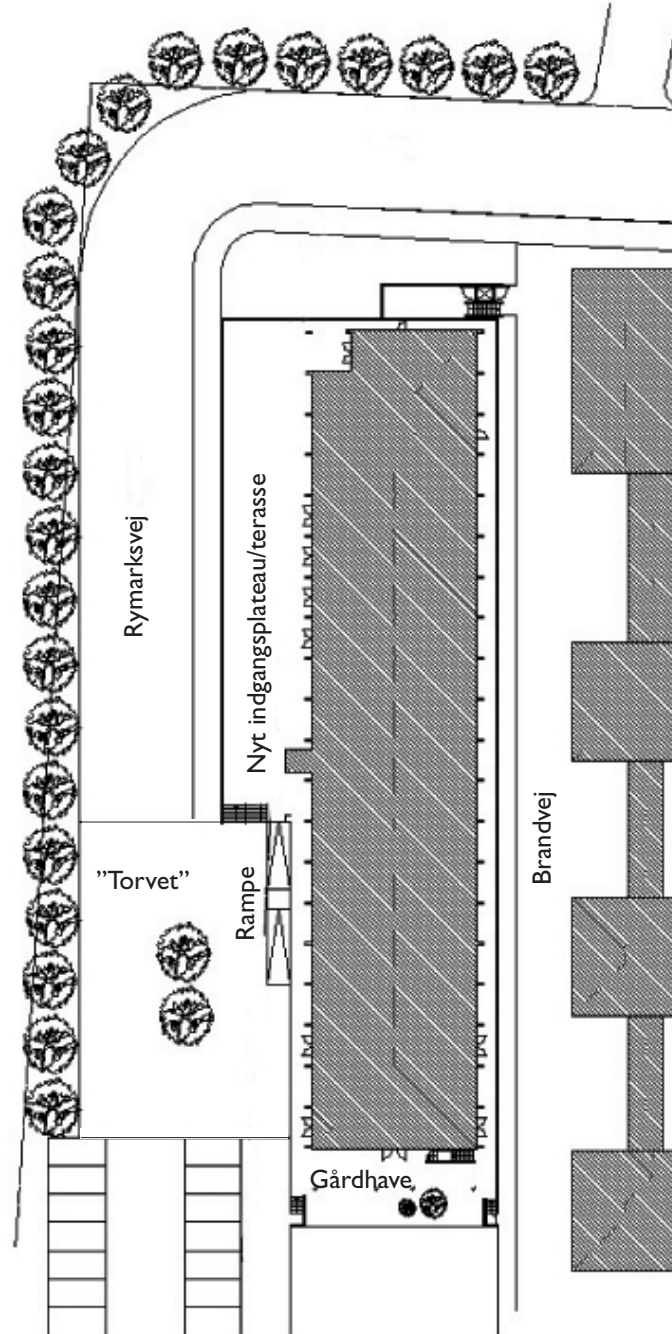 Rymarksvej
Nyt indgangsplateau/terasse
Brandvej
”Torvet”
Rampe
Gårdhave